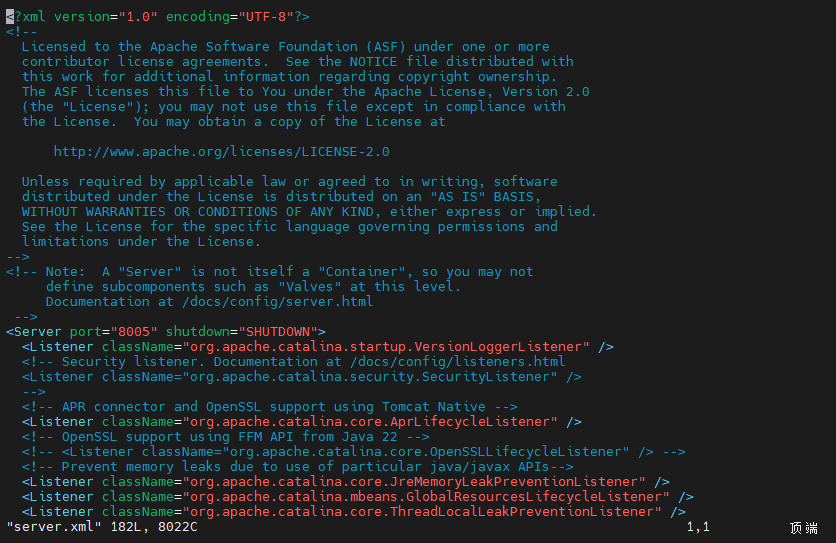 <?xml version="1.0" encoding="UTF-8"?>
<!--
  Licensed to the Apache Software Foundation (ASF) under one or more
  contributor license agreements.  See the NOTICE file distributed with
  this work for additional information regarding copyright ownership.
  The ASF licenses this file to You under the Apache License, Version 2.0
  (the "License"); you may not use this file except in compliance with
  the License.  You may obtain a copy of the License at

      http://www.apache.org/licenses/LICENSE-2.0

  Unless required by applicable law or agreed to in writing, software
  distributed under the License is distributed on an "AS IS" BASIS,
  WITHOUT WARRANTIES OR CONDITIONS OF ANY KIND, either express or implied.
  See the License for the specific language governing permissions and
  limitations under the License.
-->
<!-- Note:  A "Server" is not itself a "Container", so you may not
     define subcomponents such as "Valves" at this level.
     Documentation at /docs/config/server.html
 -->
<Server port="8005" shutdown="SHUTDOWN">
  <Listener className="org.apache.catalina.startup.VersionLoggerListener" />
  <!-- Security listener. Documentation at /docs/config/listeners.html
  <Listener className="org.apache.catalina.security.SecurityListener" />
  -->
  <!-- APR connector and OpenSSL support using Tomcat Native -->
  <Listener className="org.apache.catalina.core.AprLifecycleListener" />
  <!-- OpenSSL support using FFM API from Java 22 -->
  <!-- <Listener className="org.apache.catalina.core.OpenSSLLifecycleListener" /> -->
  <!-- Prevent memory leaks due to use of particular java/javax APIs-->
  <Listener className="org.apache.catalina.core.JreMemoryLeakPreventionListener" />
  <Listener className="org.apache.catalina.mbeans.GlobalResourcesLifecycleListener" />
  <Listener className="org.apache.catalina.core.ThreadLocalLeakPreventionListener" />
"server.xml" 182L, 8022C 1,1 顶端